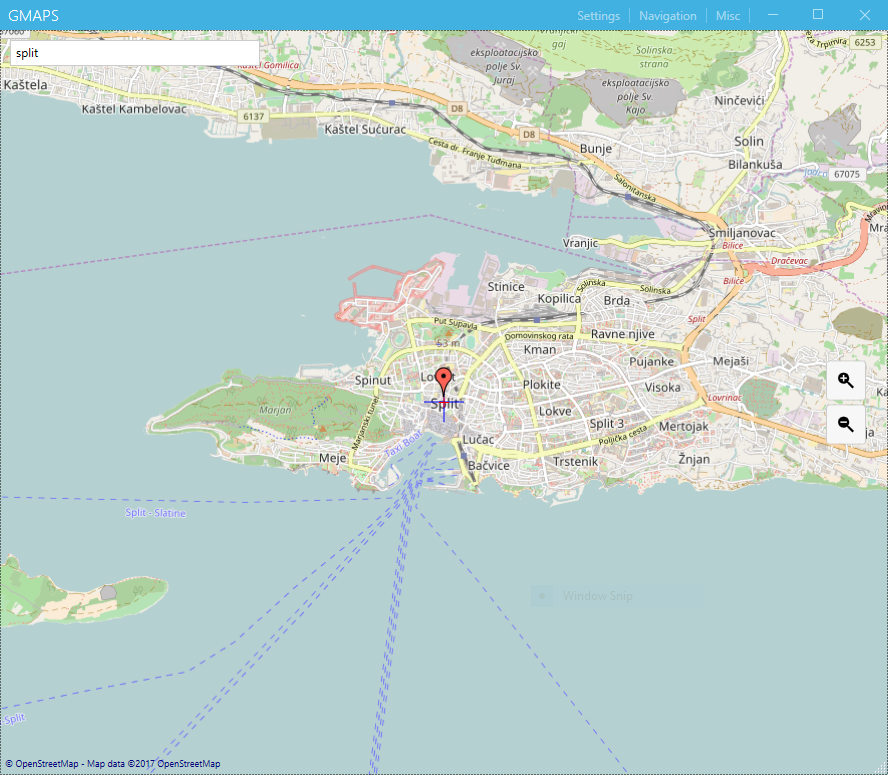 GMAPS
Settings
Navigation
Misc
split
Kaštel Gomilica
eksploatacijsko
polje Sv.
Juraj
gaj
Solinska
strana
6253
Kaštela
Kaštel Kambelovac
6137
Kaštel Sućurac
D8
D8
Cesta dr. Franje Tuđmana
eksploatacijsko
polje Sv.
Kajo
Ninčevići
Bunje
Solin
Bilankuša
67075
Salonitanska
Smiljanovac
Bilice
Vranjic
Dračevac
Bilice
Stinice
Solinska
Solinska
Kopilica
Brda
Put Supavla
Split
53 m
Domovinskog rata
Ravne njive
Kman
Pujanke
Mejaši
Spinut
Plokite
Visoka
Split
Lokve
Lovrinac
Marjan
Marjanski tunel
Split 3
Mertojak
Taxi Boat
Lučac
Poljička cesta
Meje
Bačvice
Trstenik
Žnjan
Split - Slatine
Window Snip
Split
© OpenStreetMap - Map data ©2017 OpenStreetMap